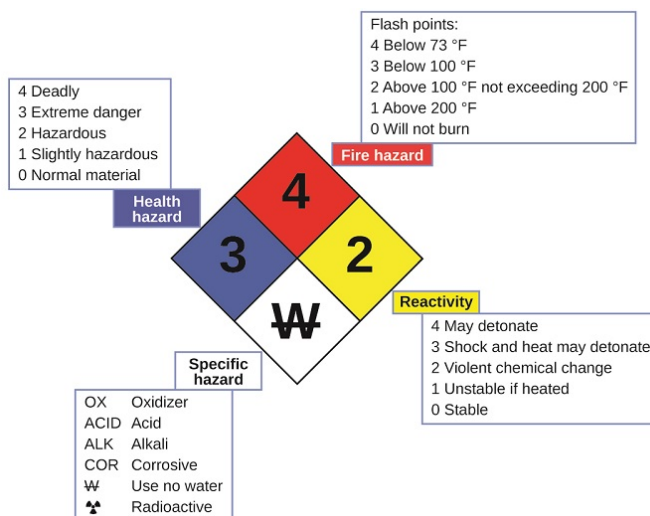 Flash points:
4 Below 73 °F
3 Below 100 °F
2 Above 100 °F not exceeding 200 °F
1 Above 200 °F
0 Will not burn
Fire hazard
4 Deadly
3 Extreme danger
2 Hazardous
1 Slightly hazardous
0 Normal material
Health
hazard
4
3
2
W
Reactivity
4 May detonate
3 Shock and heat may detonate
2 Violent chemical change
1 Unstable if heated
0 Stable
Specific
hazard
OX Oxidizer
ACID Acid
ALK Alkali
COR Corrosive
W Use no water
Radioactive